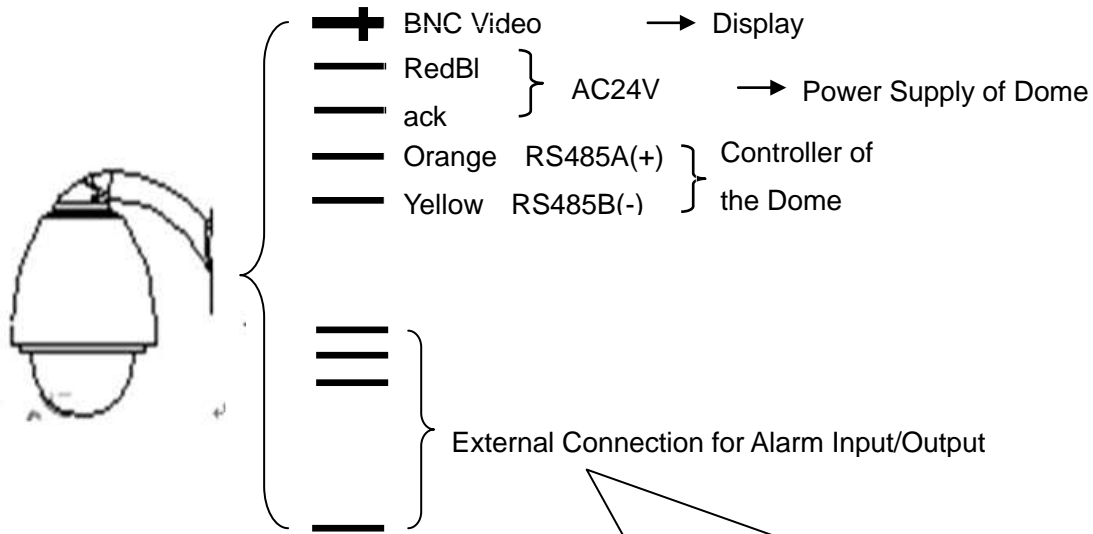 BNC Video → Display
RedBl
AC24V → Power Supply of Dome
ack
Orange RS485A(+) Controller of
Yellow RS485B(-) the Dome
External Connection for Alarm Input/Output